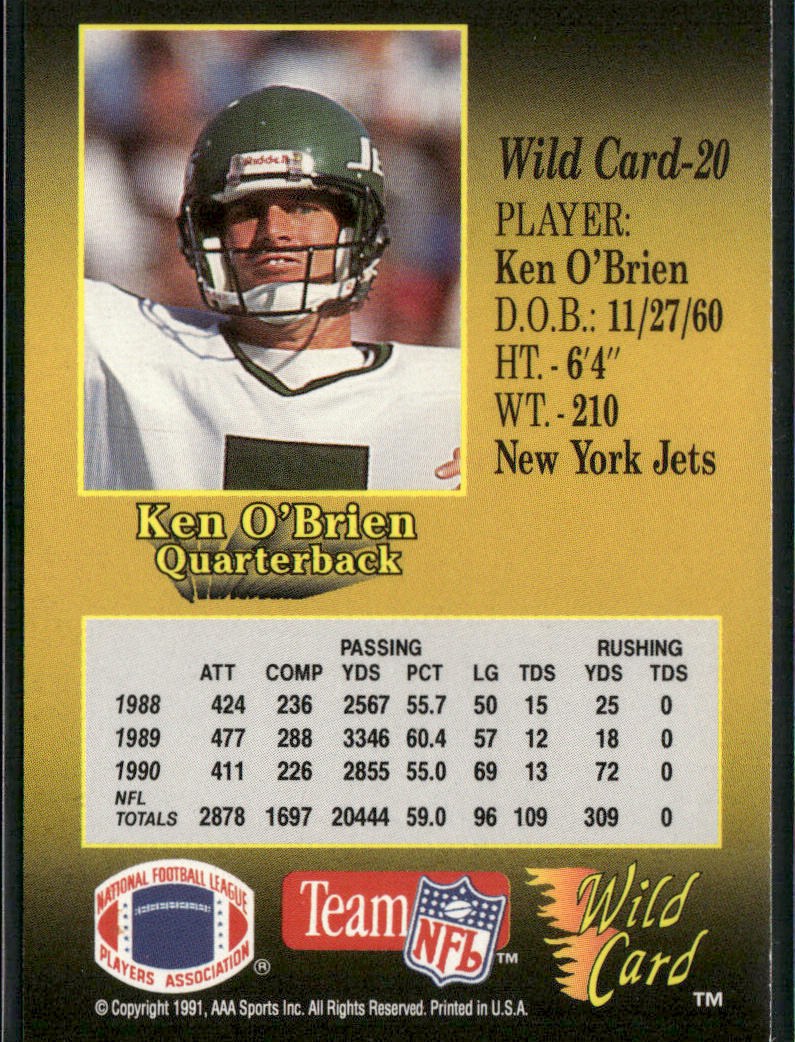 Riddell
JE
Wild Card-20
PLAYER:
Ken O'Brien
D.O.B.: 11/27/60
HT. - 6'4"
WT. - 210
New York Jets
Ken O'Brien
Quarterback
PASSING RUSHING
ATT COMP YDS PCT LG TDS YDS TDS
1988 424 236 2567 55.7 50 15 25 0
1989 477 288 3346 60.4 57 12 18 0
1990 411 226 2855 55.0 69 13 72 0
NFL
TOTALS 2878 1697 20444 59.0 96 109 309 0
NATIONAL FOOTBALL LEAGUE
PLAYERS ASSOCIATION ®
Team NFL ™
Wild
Card ™
© Copyright 1991, AAA Sports Inc. All Rights Reserved. Printed in U.S.A.